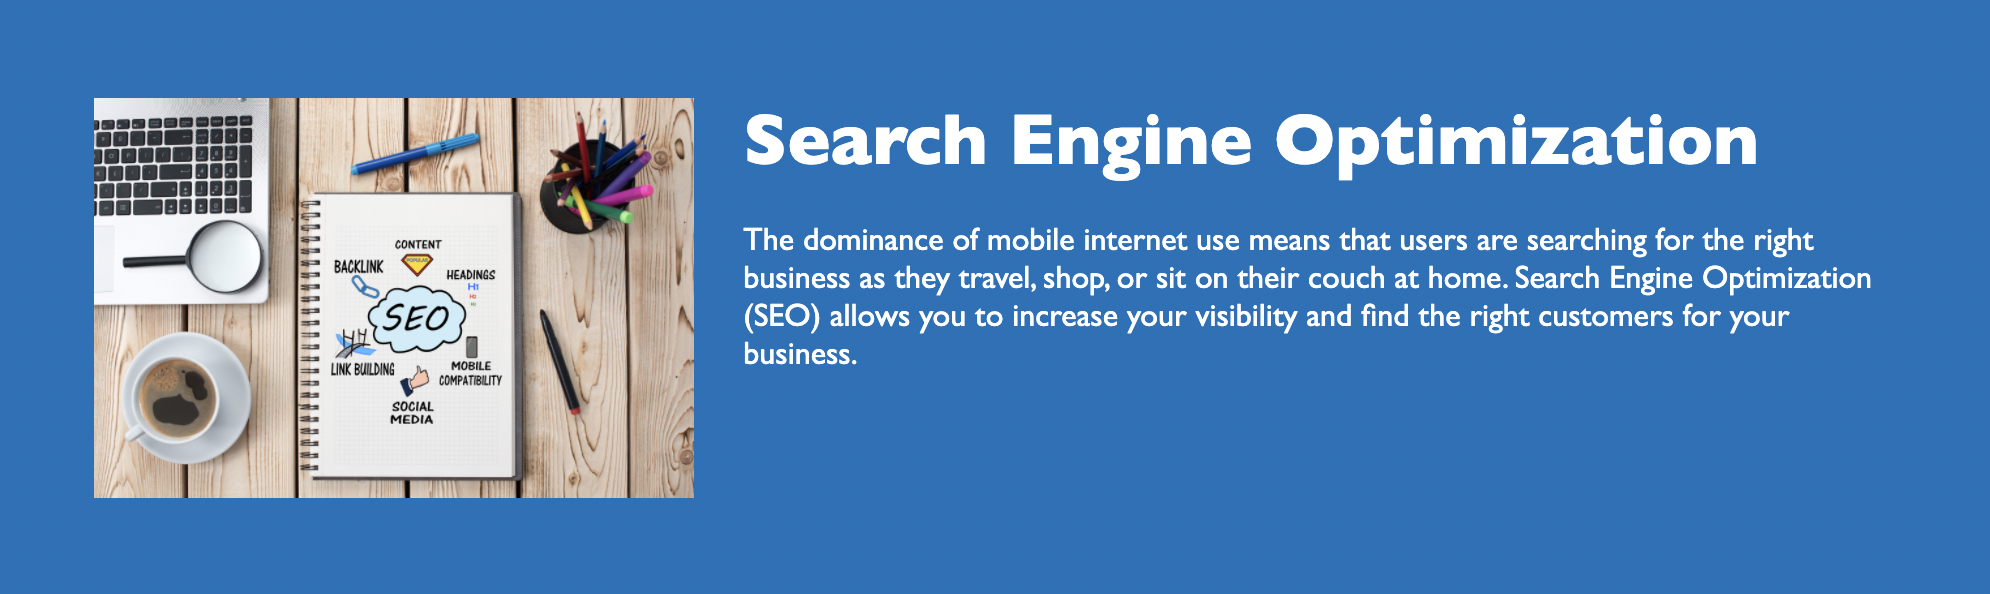 Search Engine Optimization
The dominance of mobile internet use means that users are searching for the right
business as they travel, shop, or sit on their couch at home. Search Engine Optimization
(SEO) allows you to increase your visibility and find the right customers for your
business.
CONTENT
POPULAR
BACKLINK
HEADINGS
H1
H2
H3
SEO
LINK BUILDING
MOBILE
COMPATIBILITY
SOCIAL
MEDIA